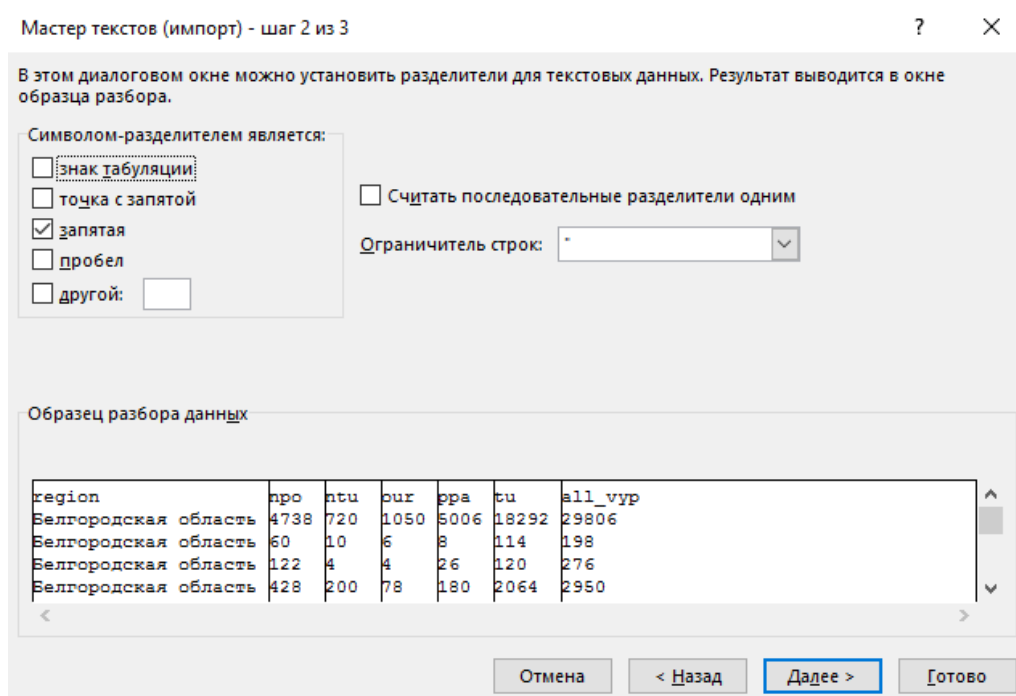 Мастер текстов (импорт) - шаг 2 из 3 ? ×
В этом диалоговом окне можно установить разделители для текстовых данных. Результат выводится в окне
образца разбора.
Символом-разделителем является:
знак табуляции
точка с запятой
запятая
пробел
другой:
Считать последовательные разделители одним
Ограничитель строк: "
Образец разбора данных
region npo ntu our ppa tu all_vyp
Белгородская область 4738 720 1050 5006 18292 29806
Белгородская область 60 10 6 8 114 198
Белгородская область 122 4 4 26 120 276
Белгородская область 428 200 78 180 2064 2950
Отмена < Назад Далее > Готово